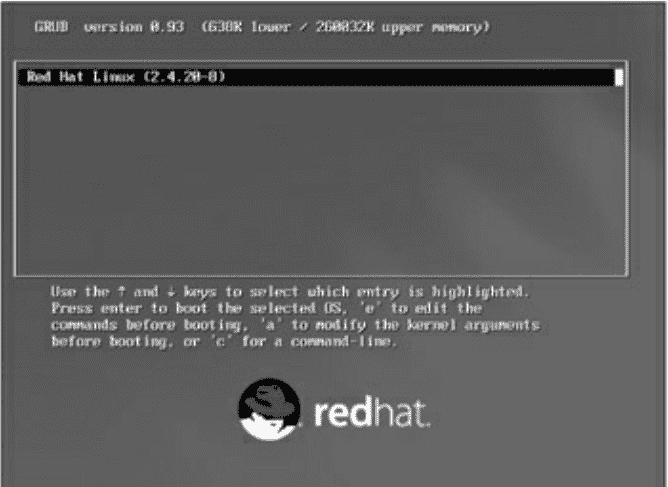 GRUB version 0.93 (638K lower / 260032K upper memory)
Red Hat Linux (2.4.20-8)
Use the ↑ and ↓ keys to select which entry is highlighted.
Press enter to boot the selected OS, 'e' to edit the
commands before booting, 'a' to modify the kernel arguments
before booting, or 'c' for a command-line.
redhat.